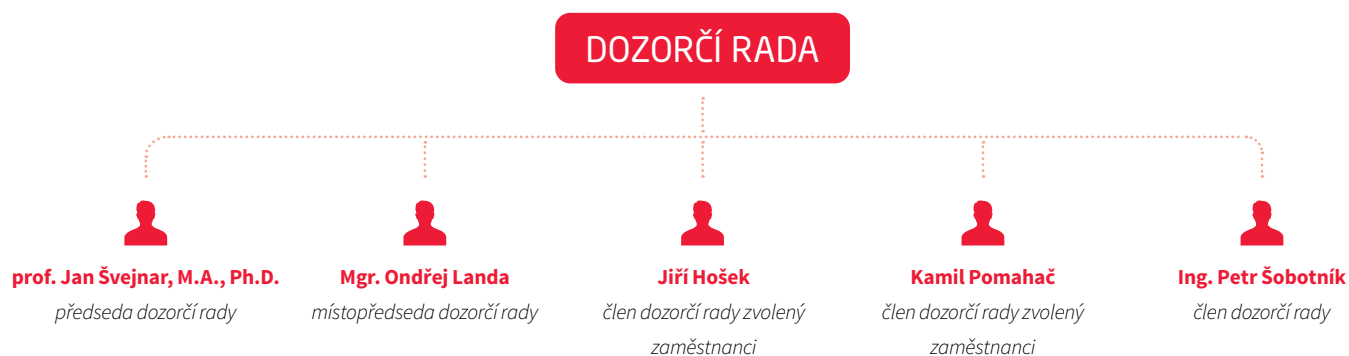 DOZORČÍ RADA
prof. Jan Švejnar, M.A., Ph.D.
předseda dozorčí rady
Mgr. Ondřej Landa
místopředseda dozorčí rady
Jiří Hošek
člen dozorčí rady zvolený
zaměstnanci
Kamil Pomahač
člen dozorčí rady zvolený
zaměstnanci
Ing. Petr Šobotník
člen dozorčí rady